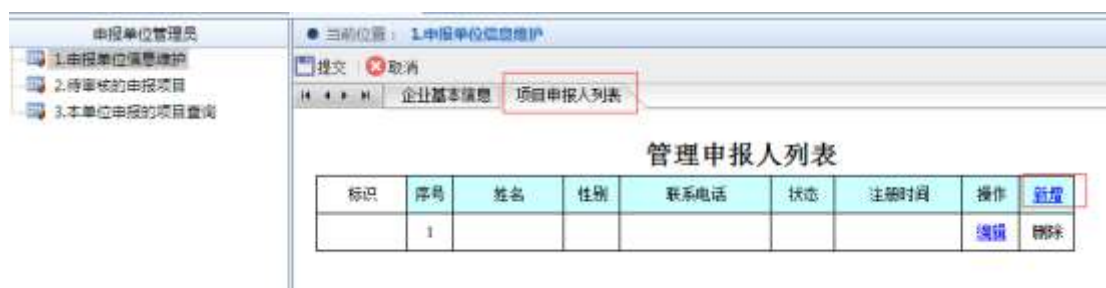 申报单位管理员
1.申报单位信息维护
2.待审核的申报项目
3.本单位申报的项目查询
当前位置： 1.申报单位信息维护
提交 取消
企业基本信息 项目申报人列表
管理申报人列表
标识 序号 姓名 性别 联系电话 状态 注册时间 操作 新增
1 编辑 删除